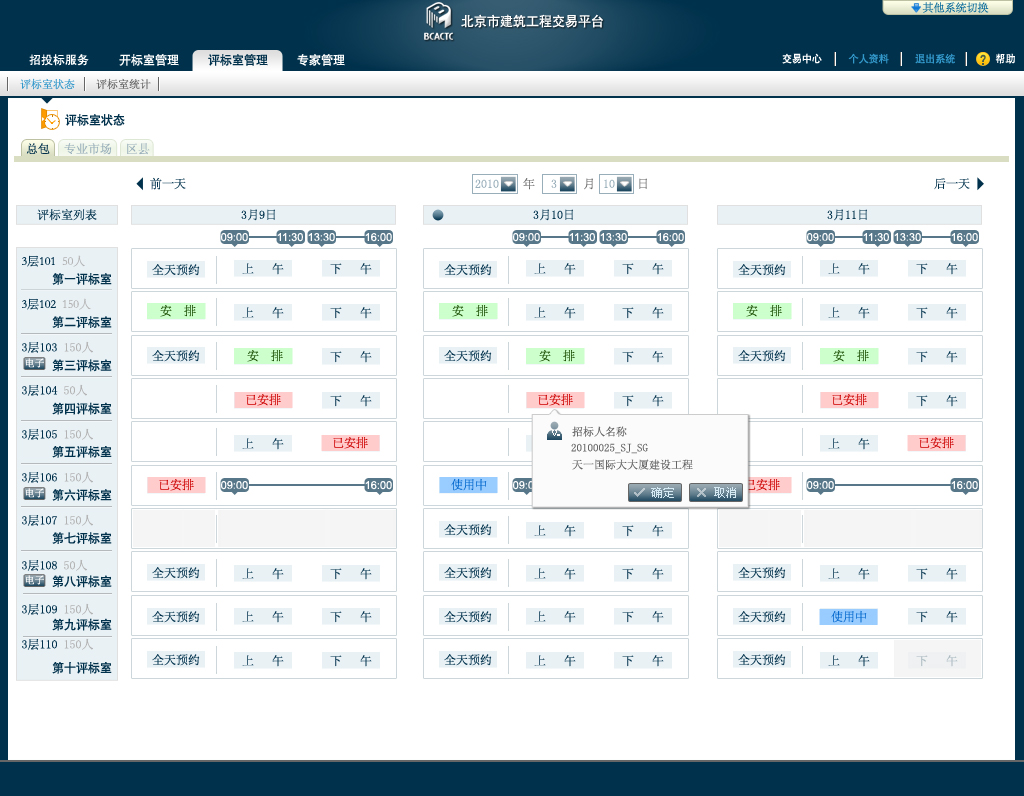 其他系统切换
BCACTC
北京市建筑工程交易平台
招投标服务 开标室管理 评标室管理 专家管理 交易中心 个人资料 退出系统 ? 帮助
评标室状态 评标室统计
评标室状态
总包 专业市场 区县
前一天 2010 年 3 月 10 日 后一天
评标室列表 3月9日 3月10日 3月11日
09:00 11:30 13:30 16:00 09:00 11:30 13:30 16:00 09:00 11:30 13:30 16:00
3层101 50人
第一评标室 全天预约 上 午 下 午 全天预约 上 午 下 午 全天预约 上 午 下 午
3层102 150人
第二评标室 安 排 上 午 下 午 安 排 上 午 下 午 安 排 上 午 下 午
3层103 150人
电子 第三评标室 全天预约 安 排 下 午 全天预约 安 排 下 午 全天预约 安 排 下 午
3层104 50人
第四评标室 已安排 下 午 已安排 下 午 已安排 下 午
招标人名称
20100025_SJ_SG
天一国际大大厦建设工程
确定 取消
3层105 150人
第五评标室 上 午 已安排 上 午 已安排
3层106 150人
电子 第六评标室 已安排 09:00 16:00 使用中 已安排 09:00 16:00
3层107 150人
第七评标室 全天预约 上 午 下 午
3层108 50人
电子 第八评标室 全天预约 上 午 下 午 全天预约 上 午 下 午 全天预约 上 午 下 午
3层109 150人
第九评标室 全天预约 上 午 下 午 全天预约 上 午 下 午 全天预约 使用中 下 午
3层110 150人
第十评标室 全天预约 上 午 下 午 全天预约 上 午 下 午 全天预约 上 午 下 午